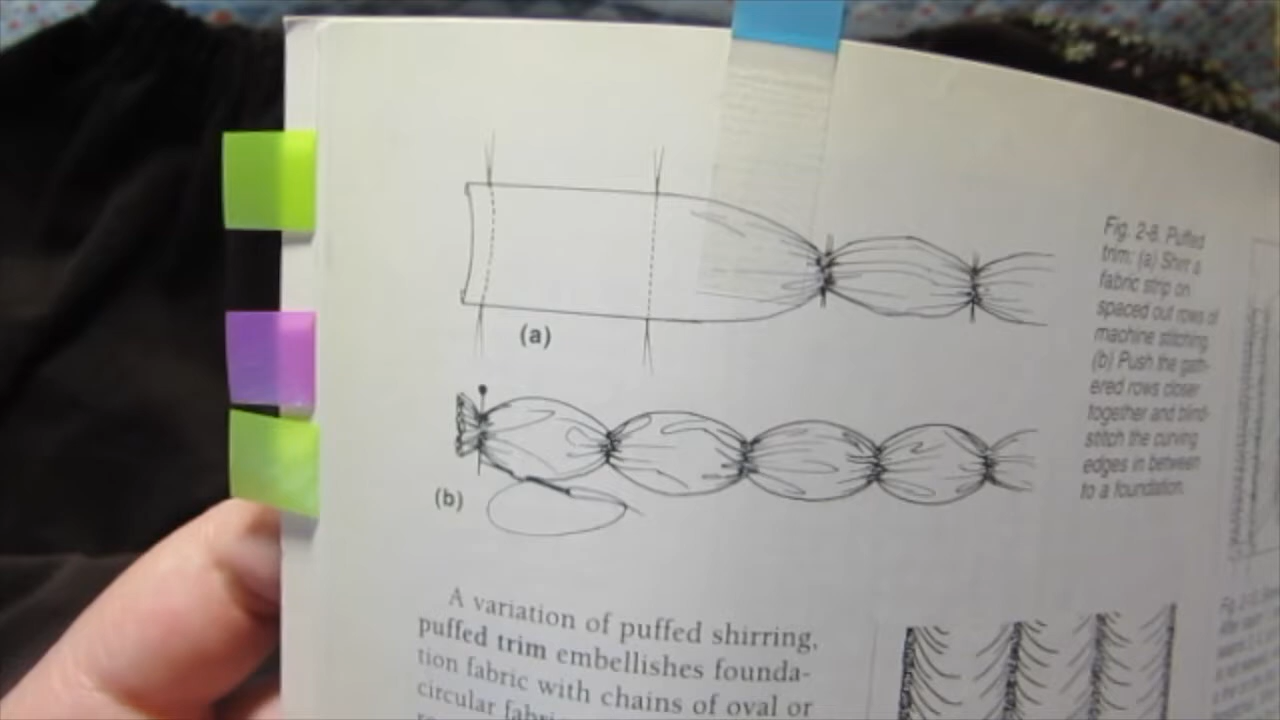 (a)
Fig. 2-8. Puffed
trim: (a) Shirr a
fabric strip on
spaced out rows of
machine stitching.
(b) Push the gath-
ered rows closer
together and blind-
stitch the curving
edges in between
to a foundation.
(b)
A variation of puffed shirring,
puffed trim embellishes founda-
tion fabric with chains of oval or
circular fabri